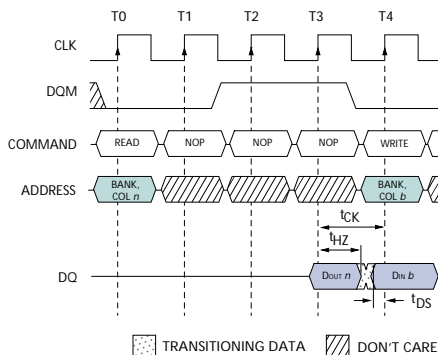 T0 T1 T2 T3 T4
CLK
DQM
COMMAND READ NOP NOP NOP WRITE
ADDRESS BANK, COL n BANK, COL b
tCK
tHZ
DQ DOUT n DIN b
tDS
TRANSITIONING DATA DON'T CARE